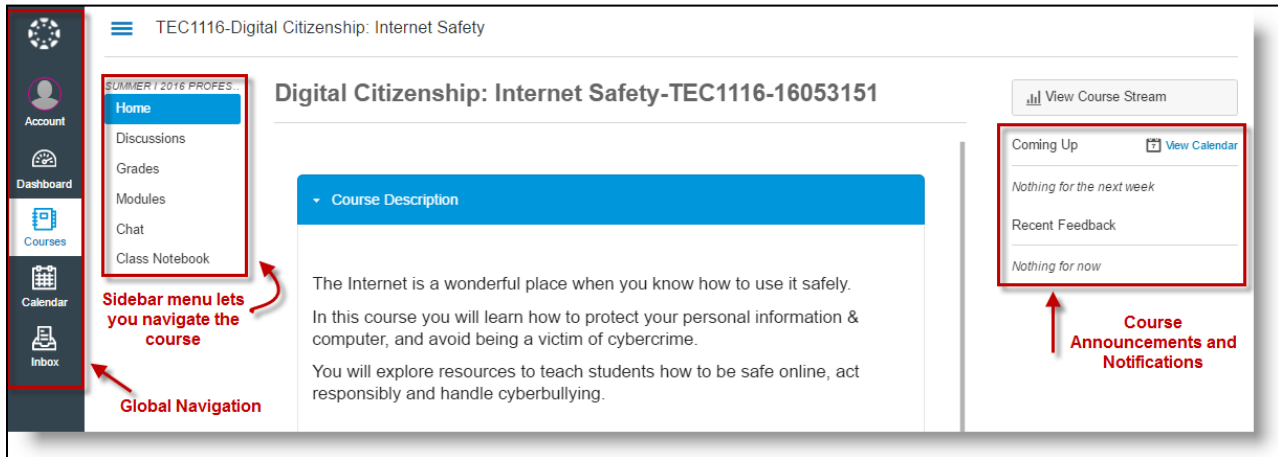 TEC1116-Digital Citizenship: Internet Safety
Account
Dashboard
Courses
Calendar
Inbox
SUMMER I 2016 PROFES...
Home
Discussions
Grades
Modules
Chat
Class Notebook
Sidebar menu lets
you navigate the
course
Global Navigation
Digital Citizenship: Internet Safety-TEC1116-16053151
Course Description
The Internet is a wonderful place when you know how to use it safely.
In this course you will learn how to protect your personal information &
computer, and avoid being a victim of cybercrime.
You will explore resources to teach students how to be safe online, act
responsibly and handle cyberbullying.
View Course Stream
Coming Up 7 View Calendar
Nothing for the next week
Recent Feedback
Nothing for now
Course
Announcements and
Notifications